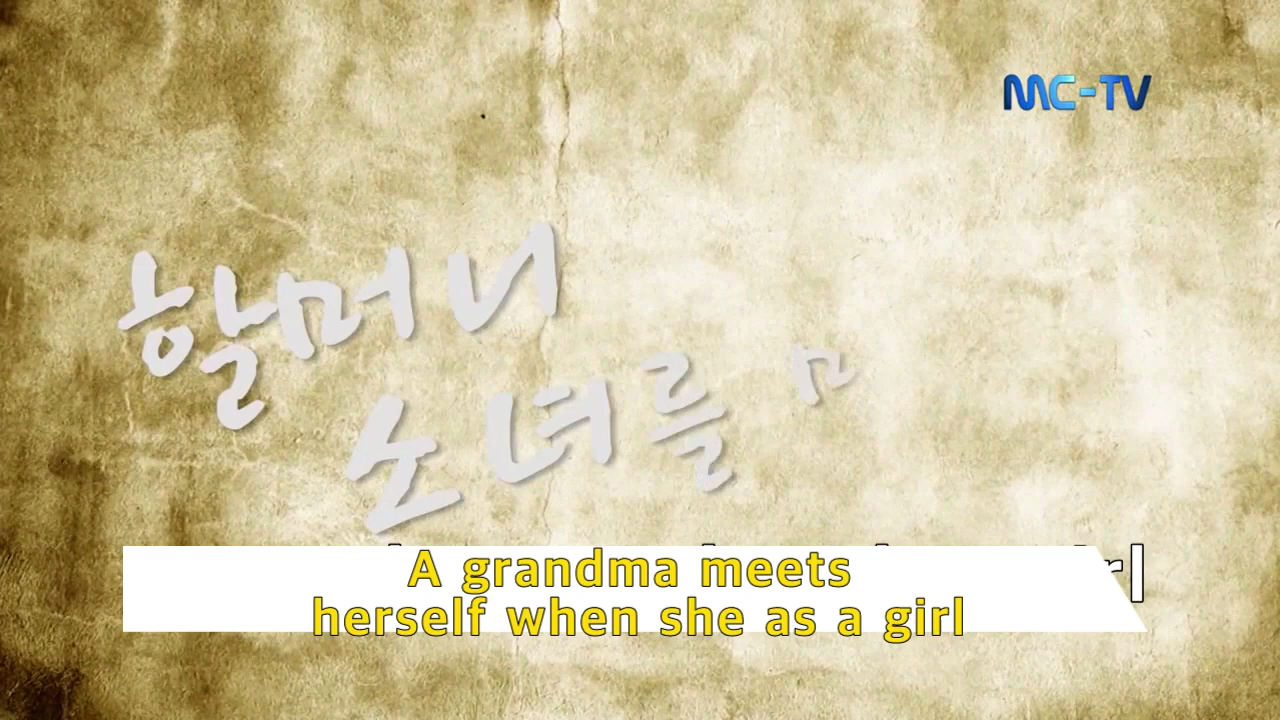 MC-TV
할머니
소녀를 ㅁ
A grandma meets
herself when she as a girl